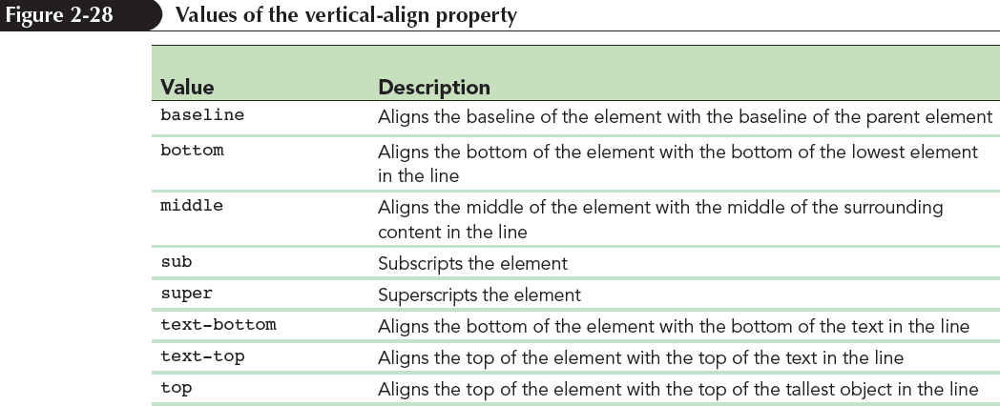 Figure 2-28 Values of the vertical-align property
Value Description
baseline Aligns the baseline of the element with the baseline of the parent element
bottom Aligns the bottom of the element with the bottom of the lowest element
in the line
middle Aligns the middle of the element with the middle of the surrounding
content in the line
sub Subscripts the element
super Superscripts the element
text-bottom Aligns the bottom of the element with the bottom of the text in the line
text-top Aligns the top of the element with the top of the text in the line
top Aligns the top of the element with the top of the tallest object in the line